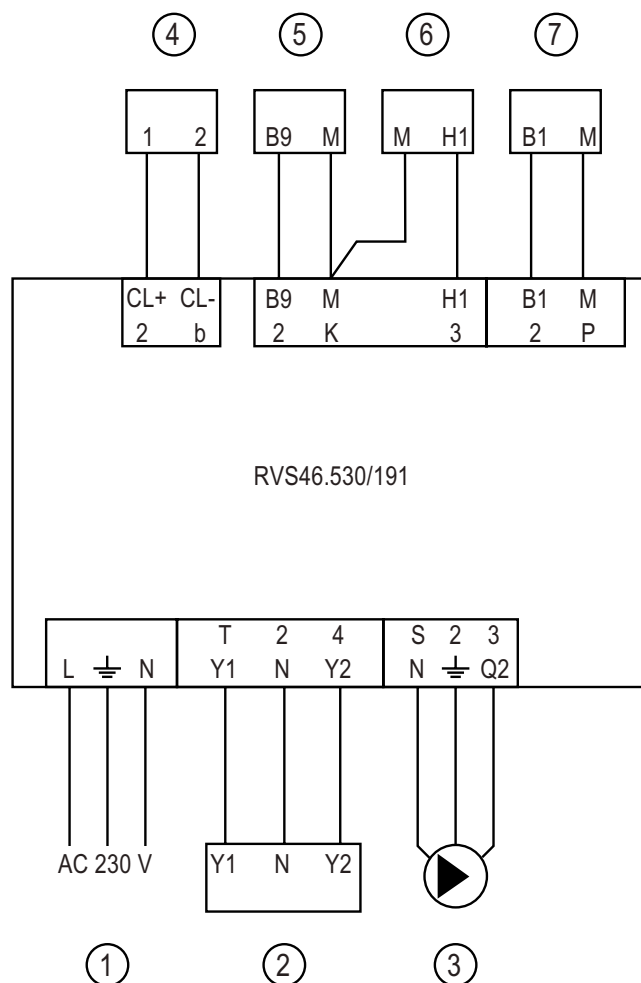 4 5 6 7
1 2 B9 M M H1 B1 M
CL+ CL- B9 M H1 B1 M
2 b 2 K 3 2 P
RVS46.530/191
T 2 4 S 2 3
L N Y1 N Y2 N Q2
AC 230 V Y1 N Y2
1 2 3